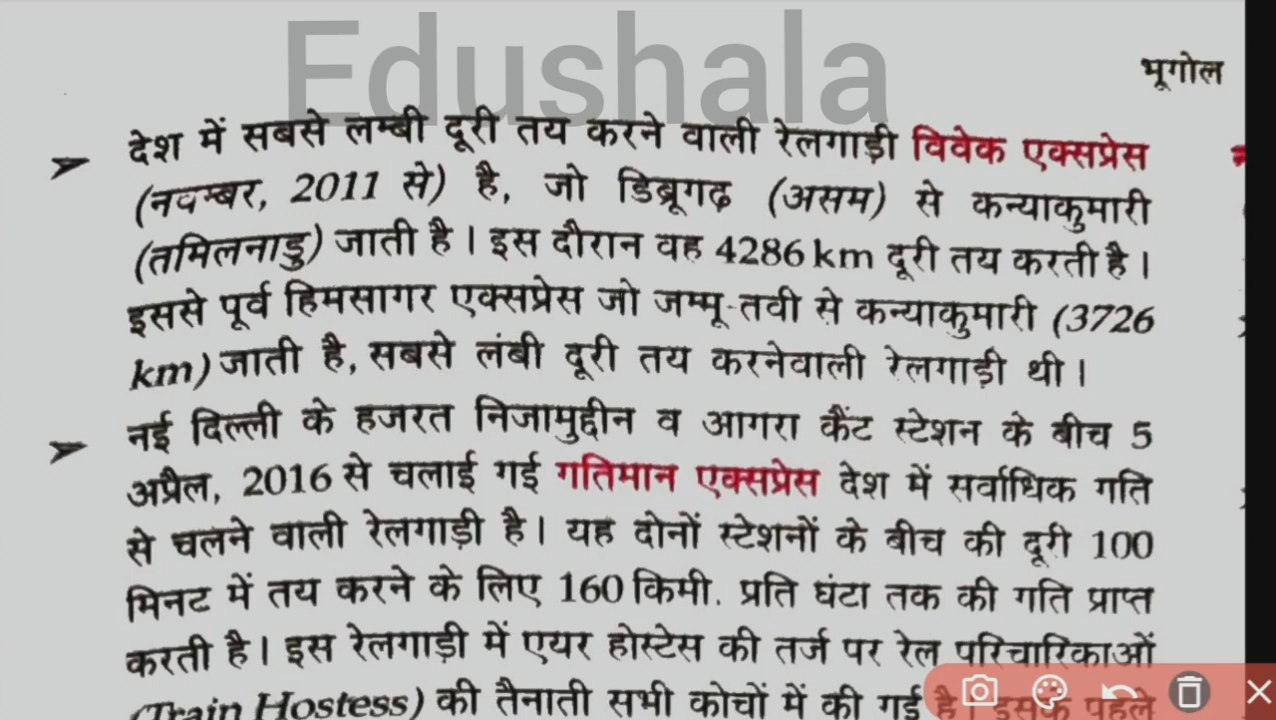 Edushala
भूगोल
➤ देश में सबसे लम्बी दूरी तय करने वाली रेलगाड़ी विवेक एक्सप्रेस
(नवम्बर, 2011 से) है, जो डिब्रूगढ़ (असम) से कन्याकुमारी
(तमिलनाडु) जाती है। इस दौरान वह 4286 km दूरी तय करती है।
इससे पूर्व हिमसागर एक्सप्रेस जो जम्मू-तवी से कन्याकुमारी (3726
km) जाती है, सबसे लंबी दूरी तय करनेवाली रेलगाड़ी थी।
➤ नई दिल्ली के हजरत निजामुद्दीन व आगरा कैंट स्टेशन के बीच 5
अप्रैल, 2016 से चलाई गई गतिमान एक्सप्रेस देश में सर्वाधिक गति
से चलने वाली रेलगाड़ी है। यह दोनों स्टेशनों के बीच की दूरी 100
मिनट में तय करने के लिए 160 किमी. प्रति घंटा तक की गति प्राप्त
करती है। इस रेलगाड़ी में एयर होस्टेस की तर्ज पर रेल परिचारिकाओं
(Train Hostess) की तैनाती सभी कोचों में की गई है। इसके पहले